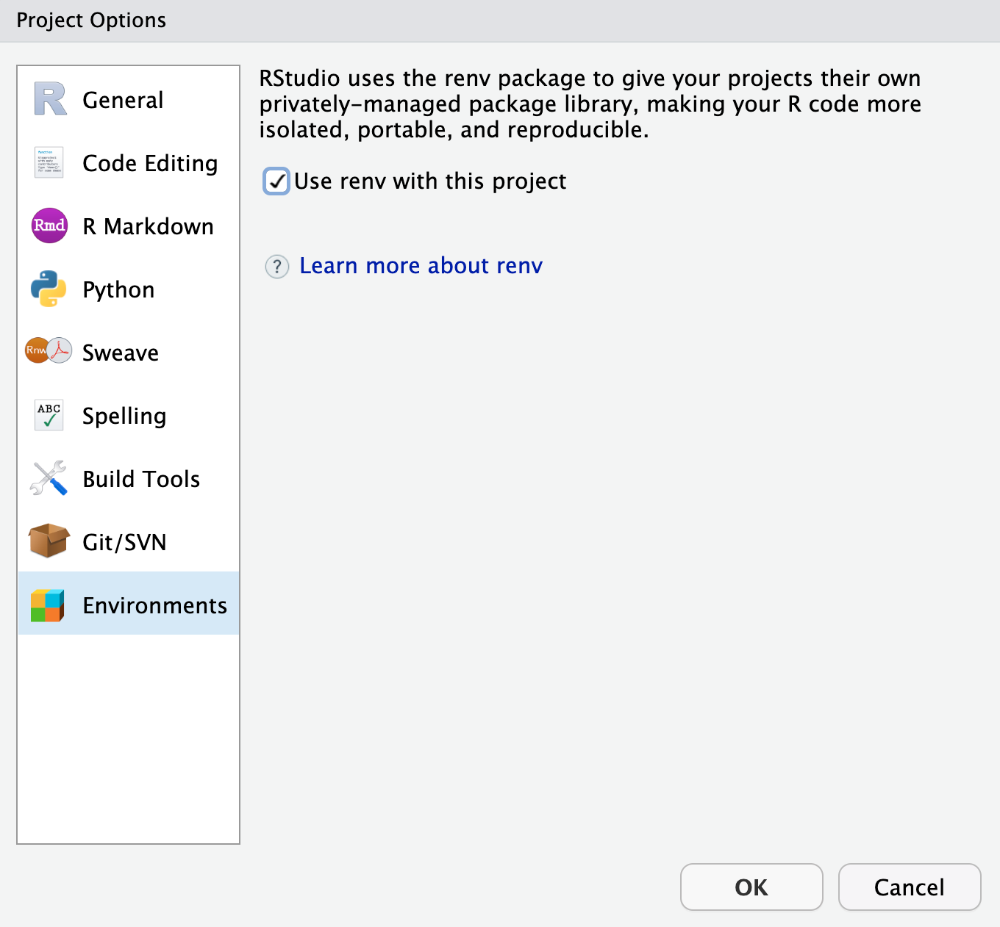 Project Options
General
Code Editing
Rmd
R Markdown
Python
Rnw
Sweave
ABC
Spelling
Build Tools
Git/SVN
Environments
RStudio uses the renv package to give your projects their own
privately-managed package library, making your R code more
isolated, portable, and reproducible.
Use renv with this project
? Learn more about renv
OK
Cancel